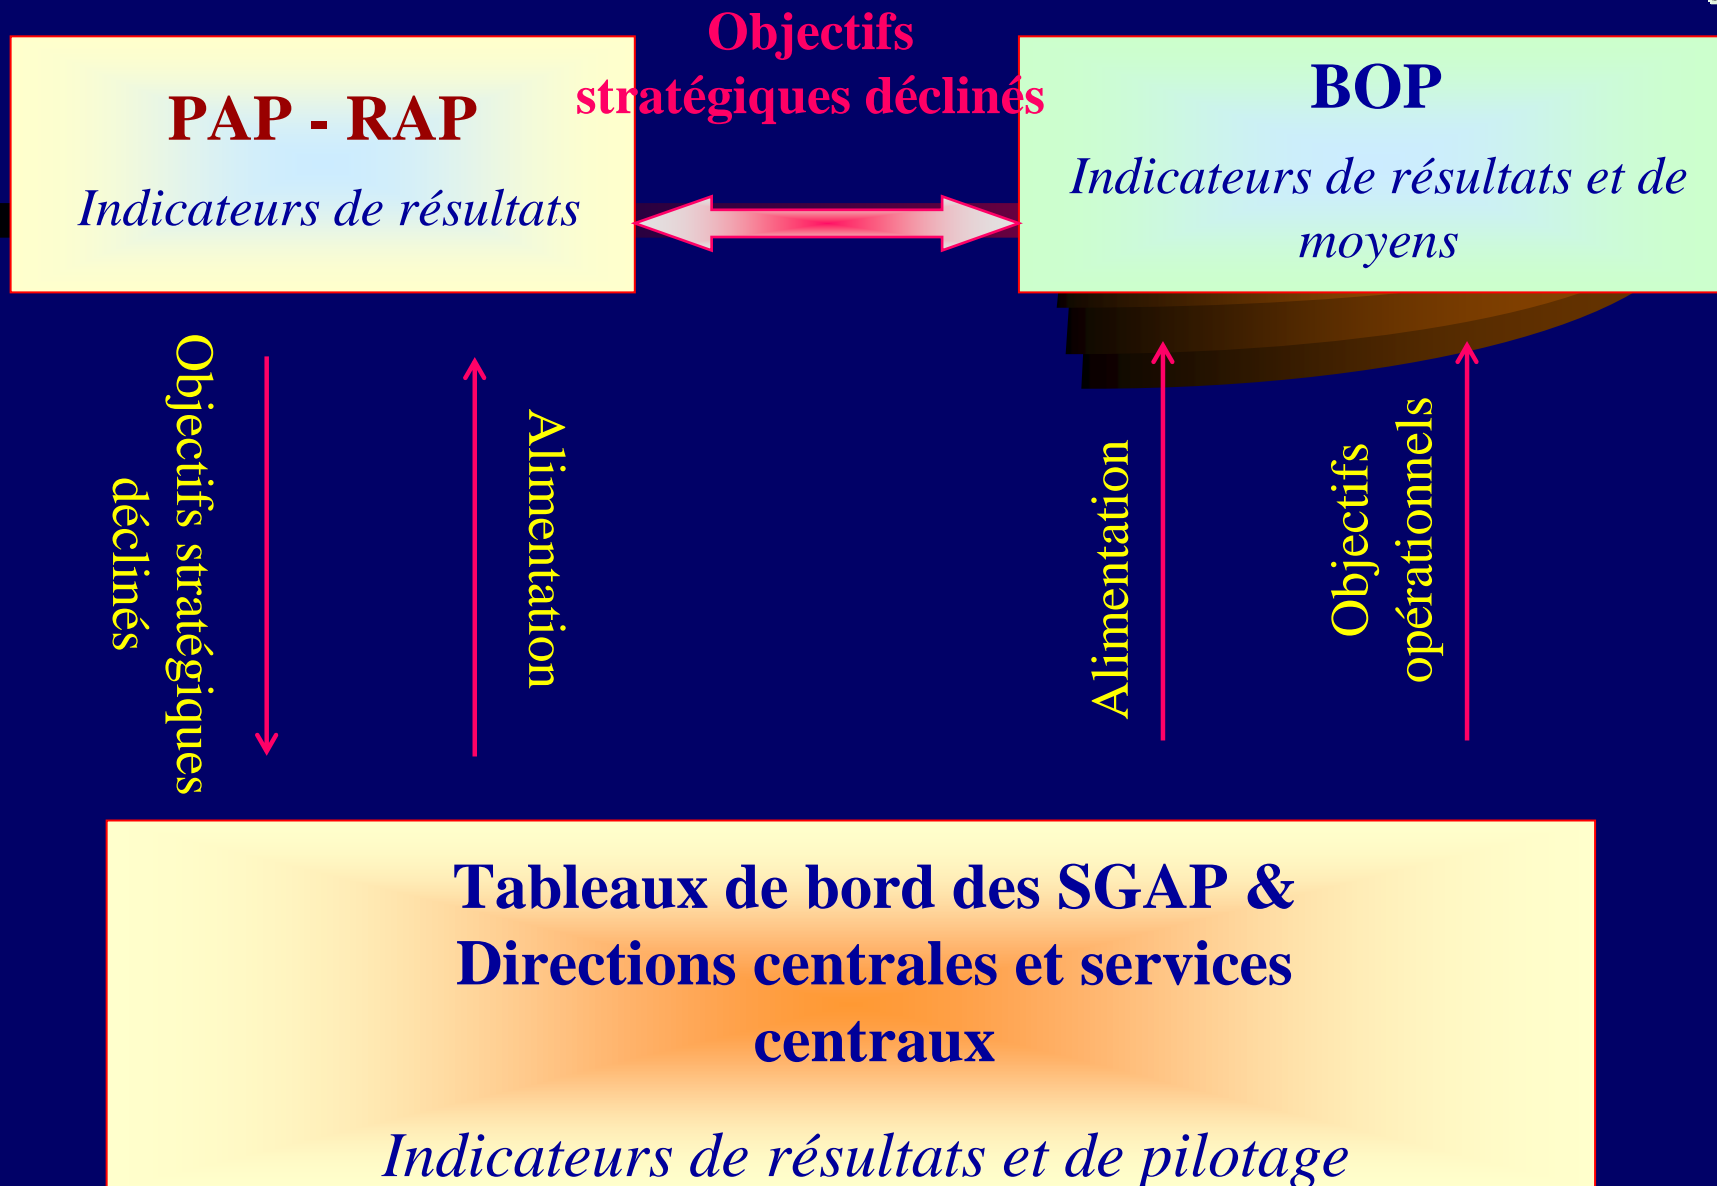 Objectifs
stratégiques déclinés
PAP - RAP
Indicateurs de résultats
BOP
Indicateurs de résultats et de
moyens
Objectifs stratégiques
déclinés
Alimentation
Alimentation
Objectifs
opérationnels
Tableaux de bord des SGAP &
Directions centrales et services
centraux
Indicateurs de résultats et de pilotage